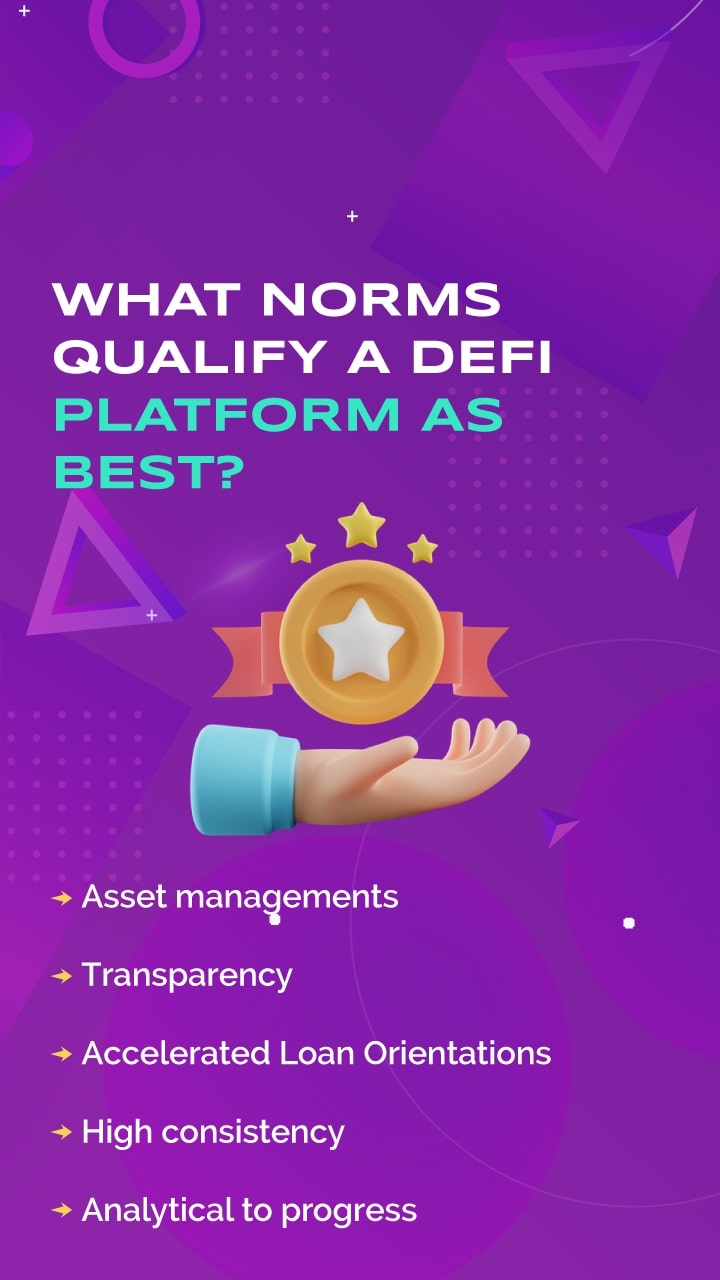 WHAT NORMS
QUALIFY A DEFI
PLATFORM AS
BEST?
Asset managements
Transparency
Accelerated Loan Orientations
High consistency
Analytical to progress